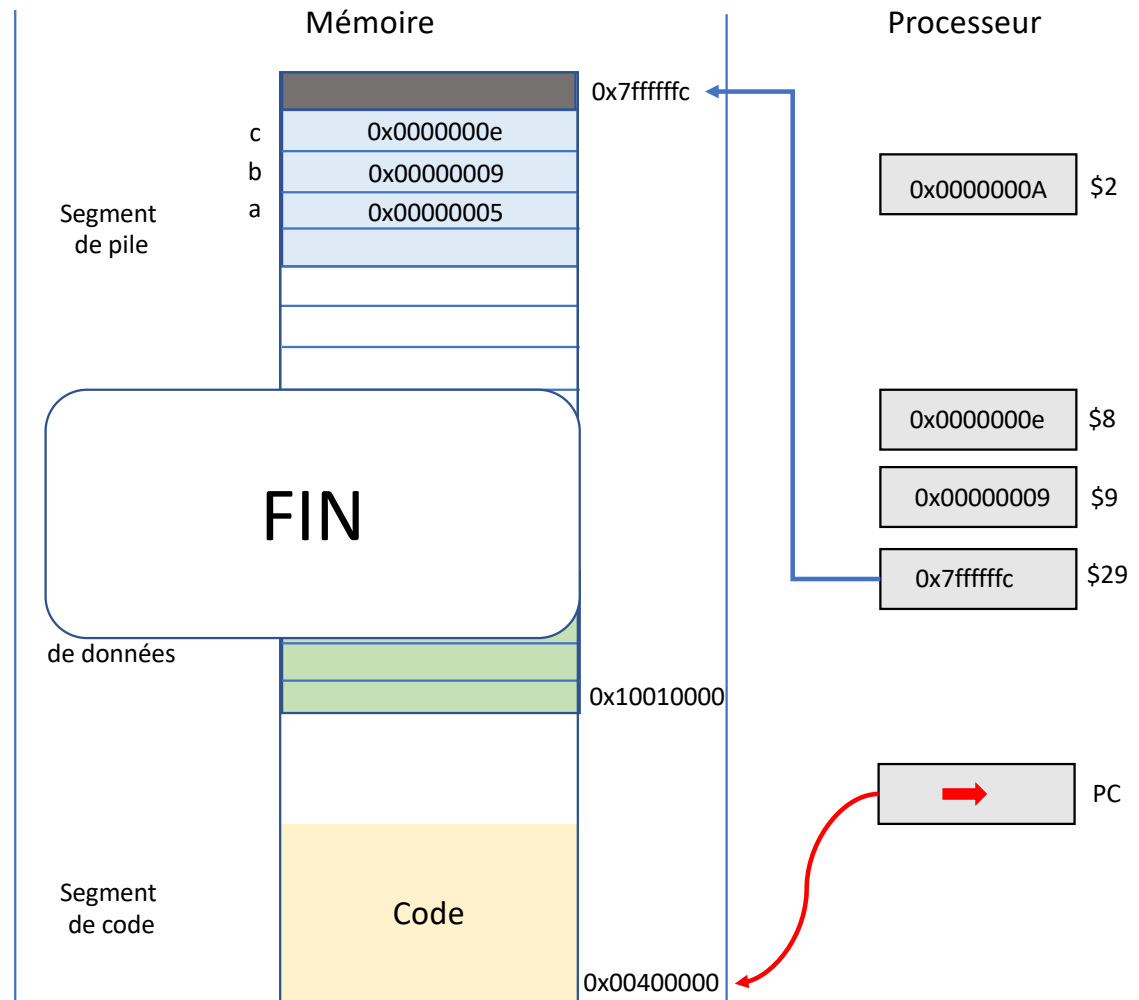 Mémoire
Processeur
0x7ffffffc
c 0x0000000e
b 0x00000009
a 0x00000005
Segment
de pile
0x0000000A $2
0x0000000e $8
0x00000009 $9
0x7ffffffc $29
FIN
de données
0x10010000
PC
Segment
de code
Code
0x00400000